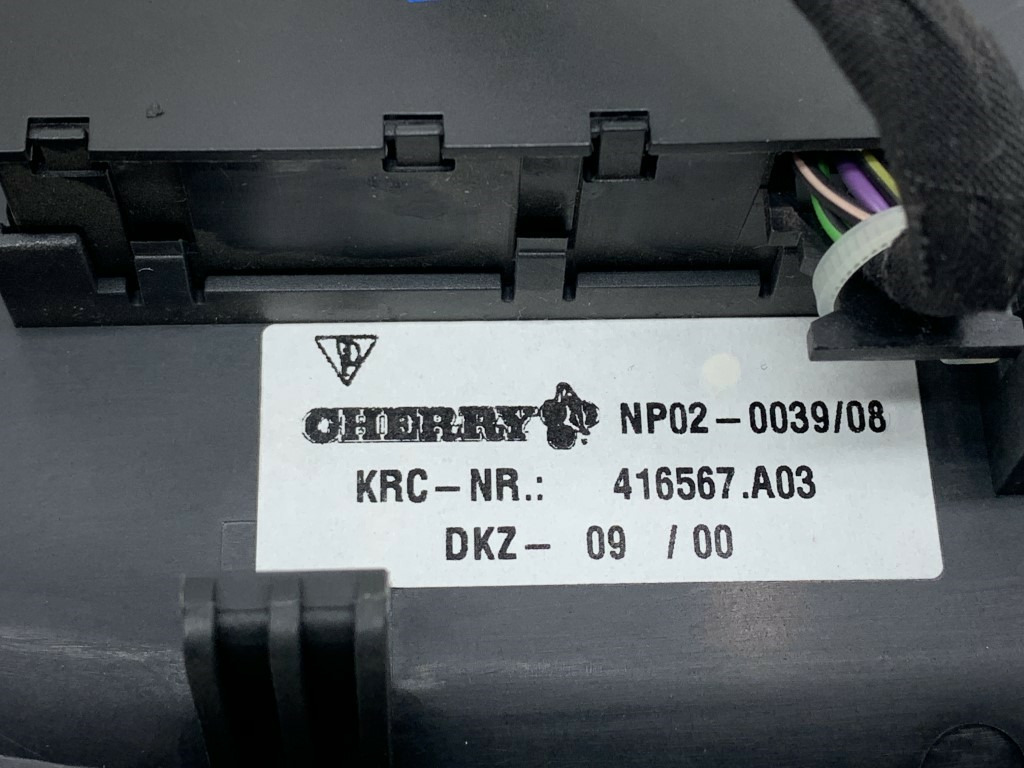 CHERRY NP02-0039/08
KRC-NR.: 416567.A03
DKZ- 09 / 00